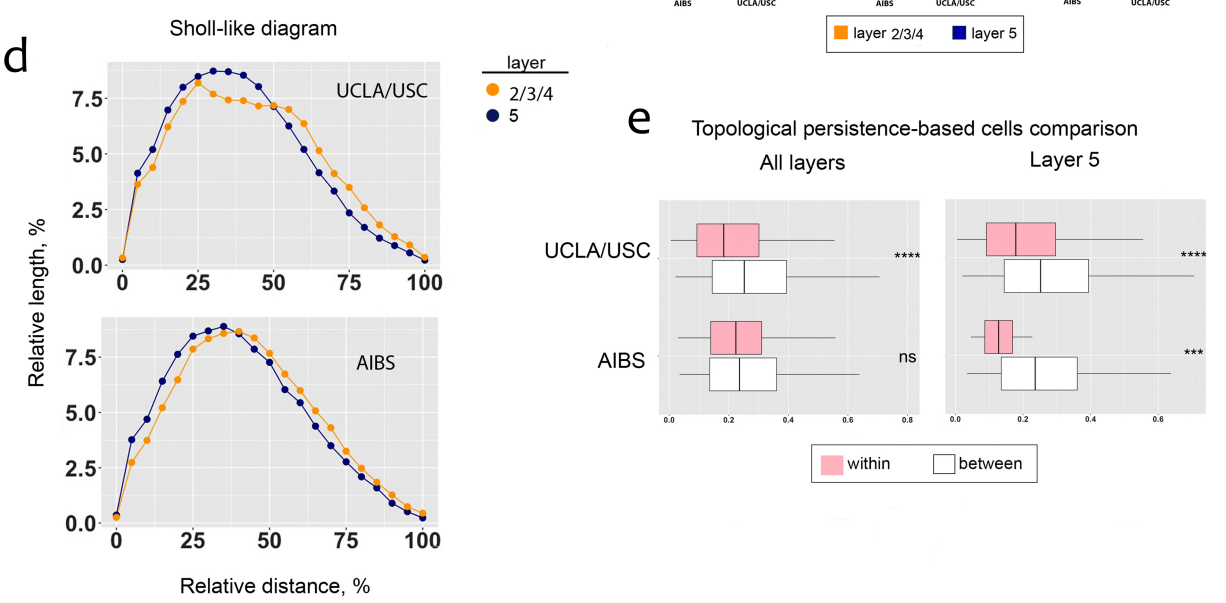 AIBS UCLA/USC AIBS UCLA/USC AIBS UCLA/USC
layer 2/3/4 layer 5
d
Sholl-like diagram
UCLA/USC
7.5
5.0
2.5
0.0
0 25 50 75 100
layer
2/3/4
5
AIBS
7.5
5.0
2.5
0.0
0 25 50 75 100
Relative length, %
Relative distance, %
e
Topological persistence-based cells comparison
All layers Layer 5
UCLA/USC
**** ****
AIBS
ns ***
0.0 0.2 0.4 0.6 0.8 0.0 0.2 0.4 0.6
within between